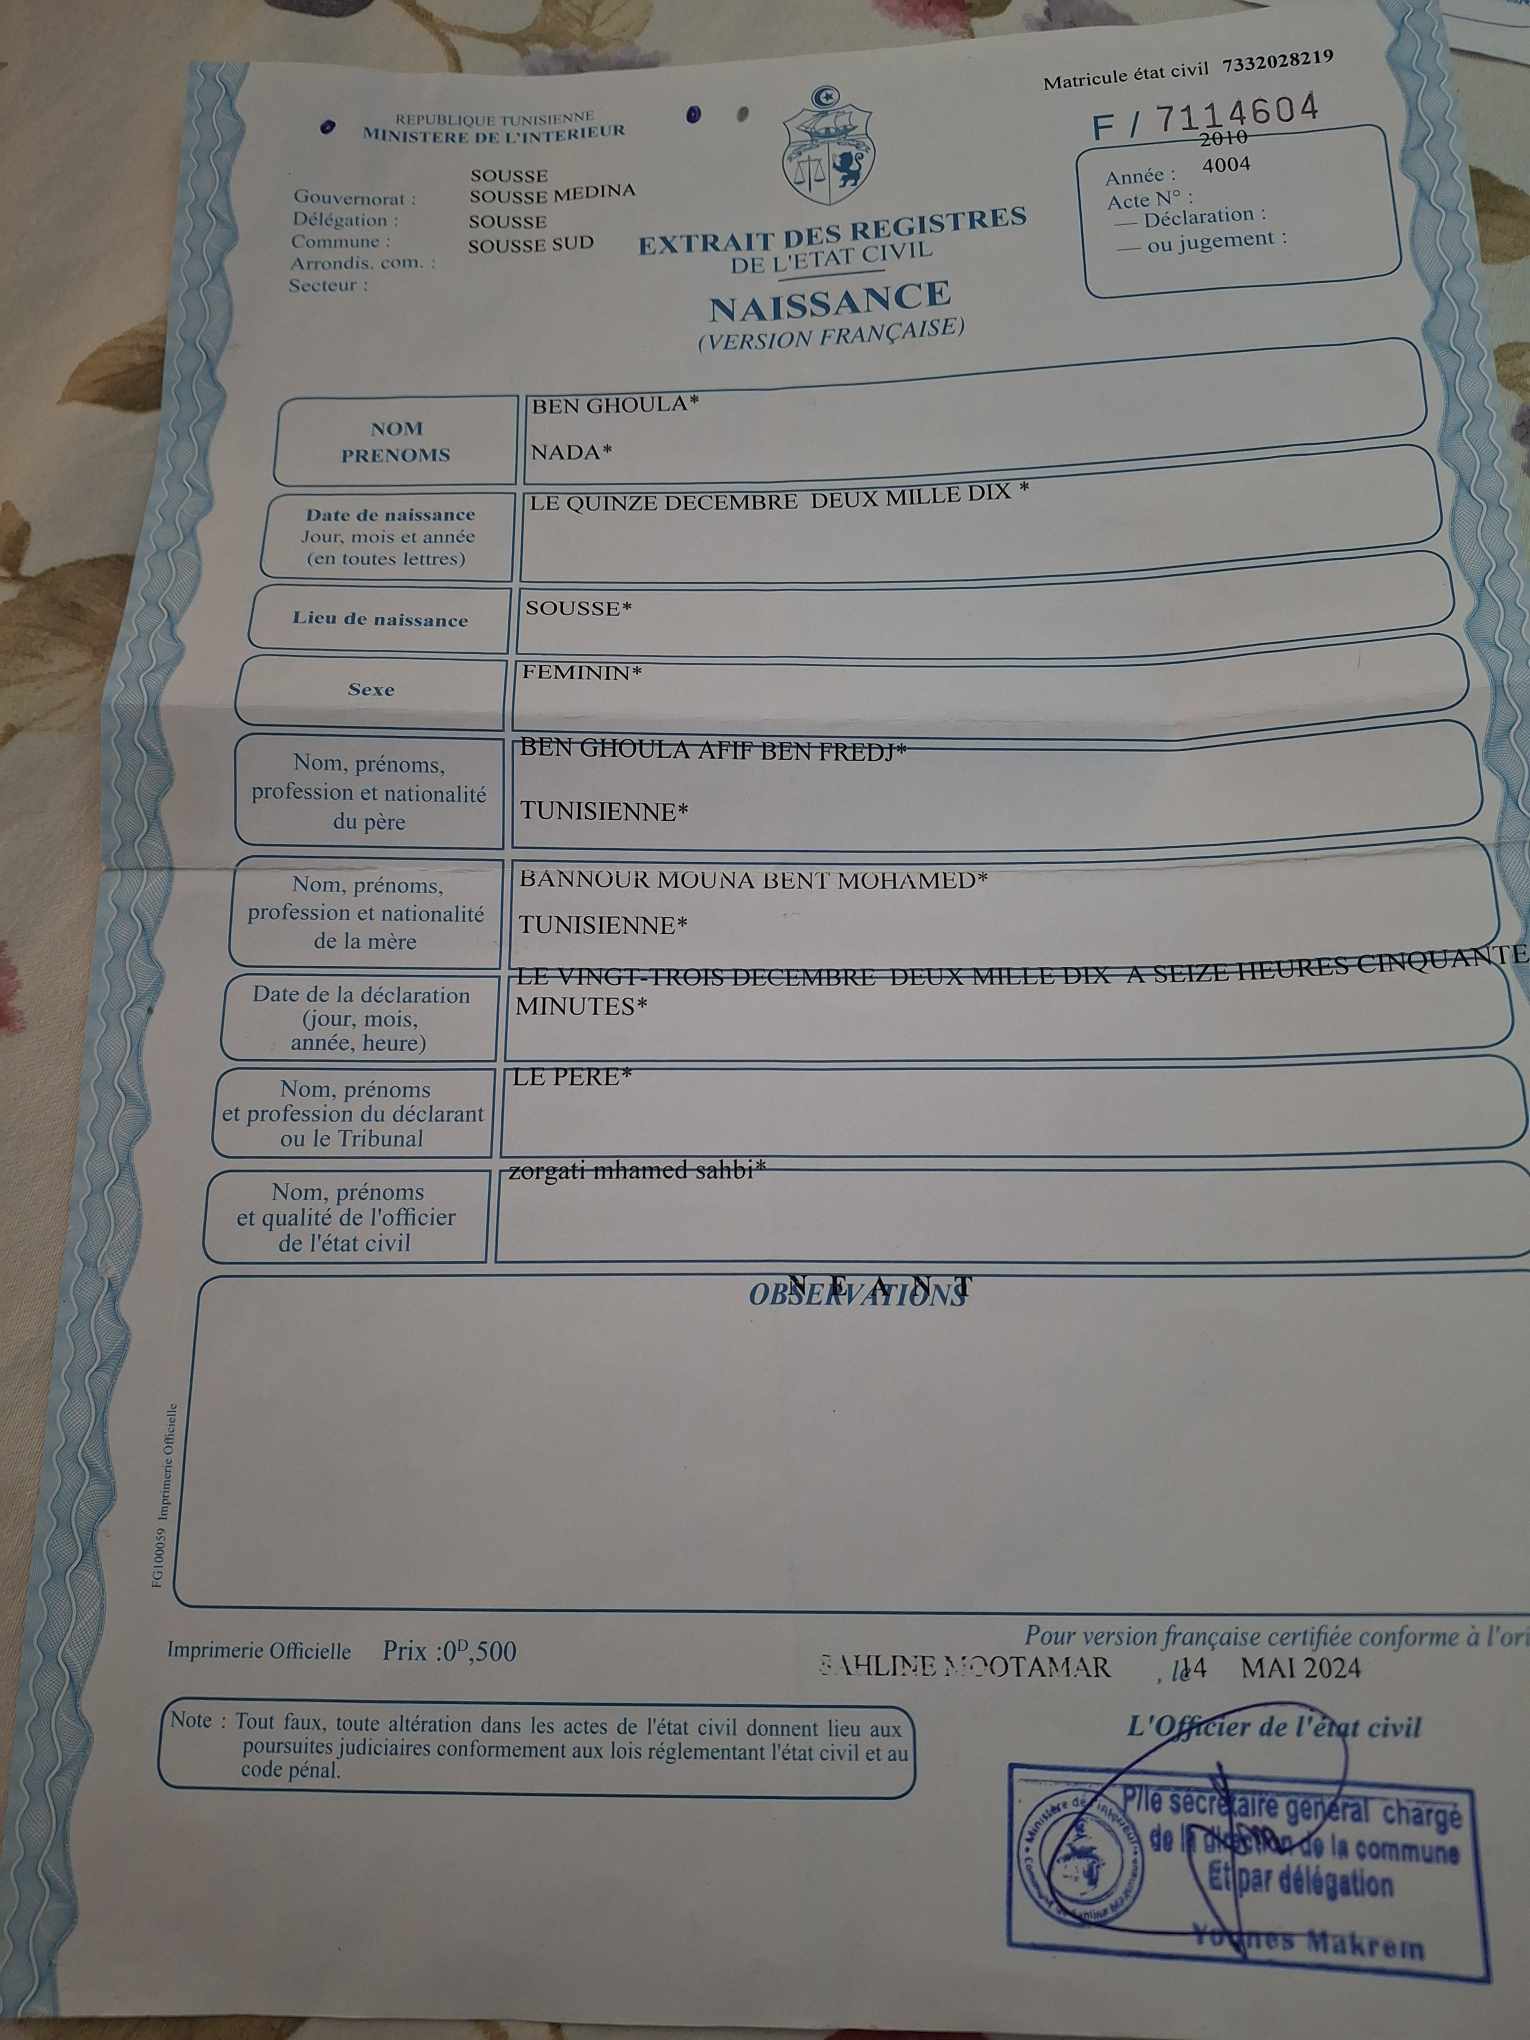 Matricule état civil 7332028219
REPUBLIQUE TUNISIENNE
MINISTERE DE L'INTERIEUR
F / 7114604
2010
Année : 4004
Acte N° :
— Déclaration :
— ou jugement :
SOUSSE
Gouvernorat : SOUSSE MEDINA
Délégation : SOUSSE
Commune : SOUSSE SUD
Arrondis. com. :
Secteur :
EXTRAIT DES REGISTRES
DE L'ETAT CIVIL
NAISSANCE
(VERSION FRANÇAISE)
NOM
PRENOMS
BEN GHOULA*
NADA*
Date de naissance
Jour, mois et année
(en toutes lettres)
LE QUINZE DECEMBRE DEUX MILLE DIX *
Lieu de naissance
SOUSSE*
Sexe
FEMININ*
Nom, prénoms,
profession et nationalité
du père
BEN GHOULA AFIF BEN FREDJ*
TUNISIENNE*
Nom, prénoms,
profession et nationalité
de la mère
BANNOUR MOUNA BENT MOHAMED*
TUNISIENNE*
Date de la déclaration
(jour, mois,
année, heure)
LE VINGT-TROIS DECEMBRE DEUX MILLE DIX A SEIZE HEURES CINQUANTE
MINUTES*
Nom, prénoms
et profession du déclarant
ou le Tribunal
LE PERE*
Nom, prénoms
et qualité de l'officier
de l'état civil
zorgati mhamed sahbi*
OBSERVATIONS
N E A N T
FG100059 Imprimerie Officielle
Imprimerie Officielle Prix :0D,500
Pour version française certifiée conforme à l'ori
SAHLINE MOOTAMAR , le 14 MAI 2024
L'Officier de l'état civil
Note : Tout faux, toute altération dans les actes de l'état civil donnent lieu aux
poursuites judiciaires conformement aux lois réglementant l'état civil et au
code pénal.
P/le secrétaire général chargé
de la direction de la commune
Et par délégation
Younes Makrem
Ministère de l'intérieur